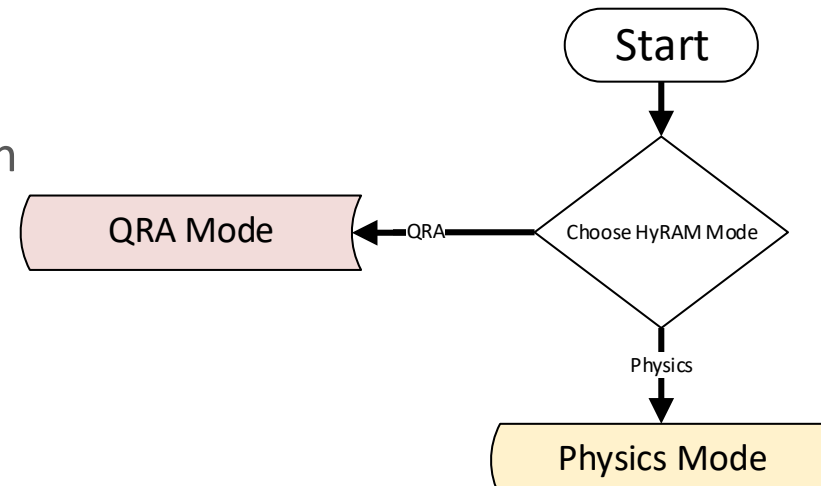 Start
QRA Mode
QRA
Choose HyRAM Mode
Physics
Physics Mode